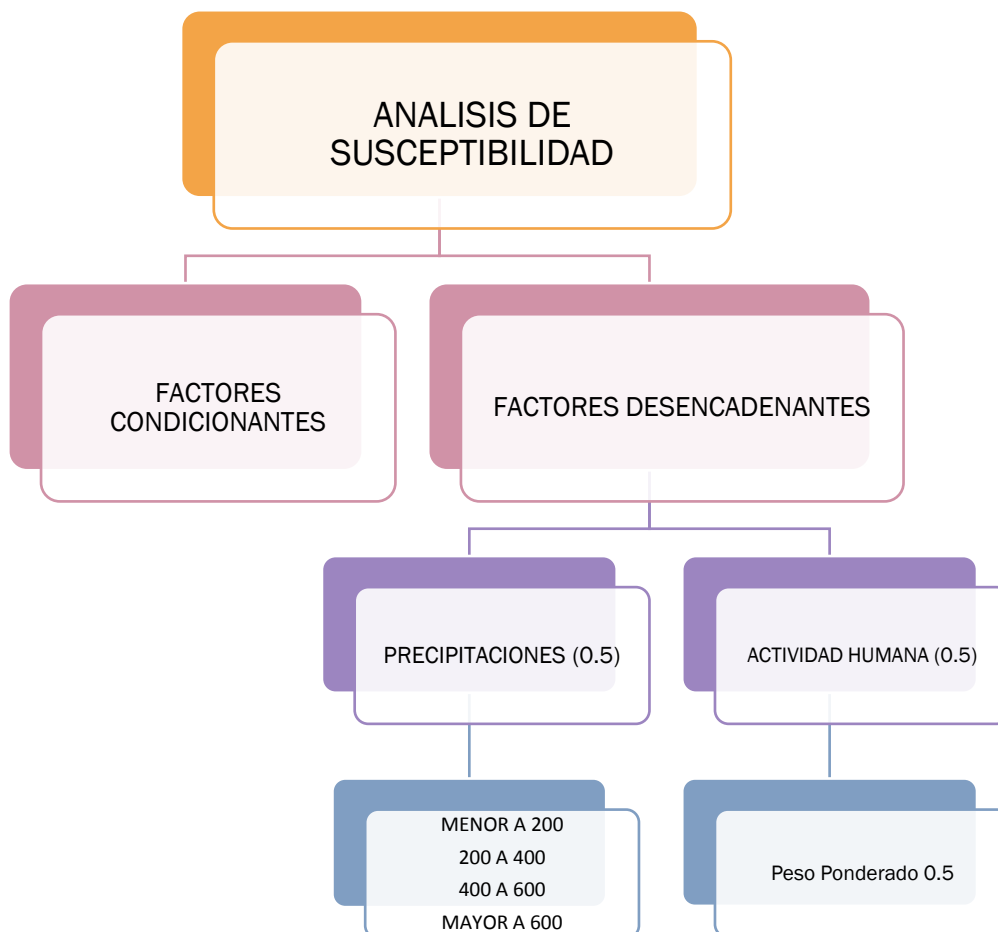 ANALISIS DE
SUSCEPTIBILIDAD
FACTORES
CONDICIONANTES
FACTORES DESENCADENANTES
PRECIPITACIONES (0.5)
ACTIVIDAD HUMANA (0.5)
MENOR A 200
200 A 400
400 A 600
MAYOR A 600
Peso Ponderado 0.5